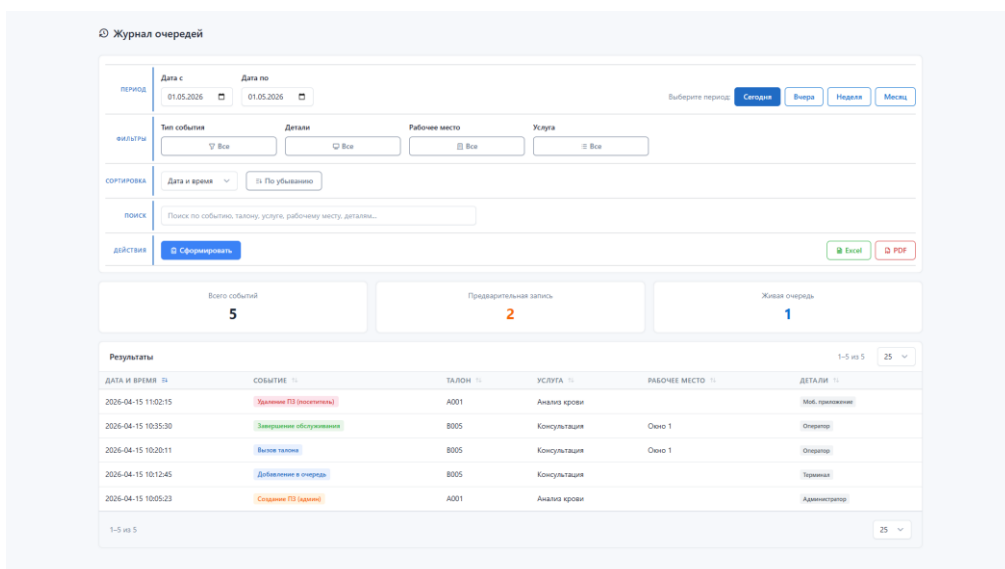 Журнал очередей
ПЕРИОД
Дата с
Дата по
01.05.2026
01.05.2026
Выберите период:
Сегодня
Вчера
Неделя
Месяц
ФИЛЬТРЫ
Тип события
Детали
Рабочее место
Услуга
Все
Все
Все
Все
СОРТИРОВКА
Дата и время
По убыванию
ПОИСК
Поиск по событию, талону, услуге, рабочему месту, деталям...
ДЕЙСТВИЯ
Сформировать
Excel
PDF
Всего событий
5
Предварительная запись
2
Живая очередь
1
Результаты
1–5 из 5
25
ДАТА И ВРЕМЯ СОБЫТИЕ ТАЛОН УСЛУГА РАБОЧЕЕ МЕСТО ДЕТАЛИ
2026-04-15 11:02:15 Удаление ПЗ (посетитель) A001 Анализ крови Моб. приложение
2026-04-15 10:35:30 Завершение обслуживания B005 Консультация Окно 1 Оператор
2026-04-15 10:20:11 Вызов талона B005 Консультация Окно 1 Оператор
2026-04-15 10:12:45 Добавление в очередь B005 Консультация Терминал
2026-04-15 10:05:23 Создание ПЗ (админ) A001 Анализ крови Администратор
1–5 из 5
25